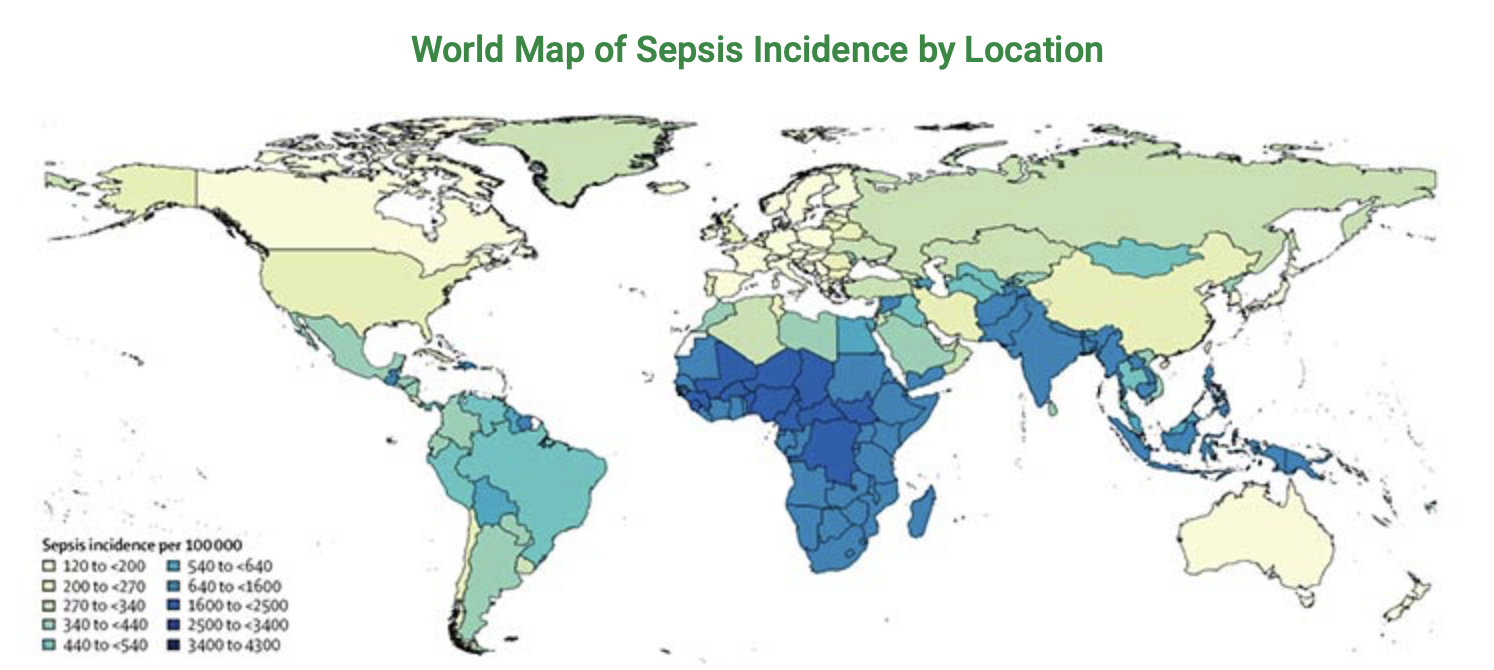 World Map of Sepsis Incidence by Location
Sepsis incidence per 100 000
120 to <200
200 to <270
270 to <340
340 to <440
440 to <540
540 to <640
640 to <1600
1600 to <2500
2500 to <3400
3400 to 4300